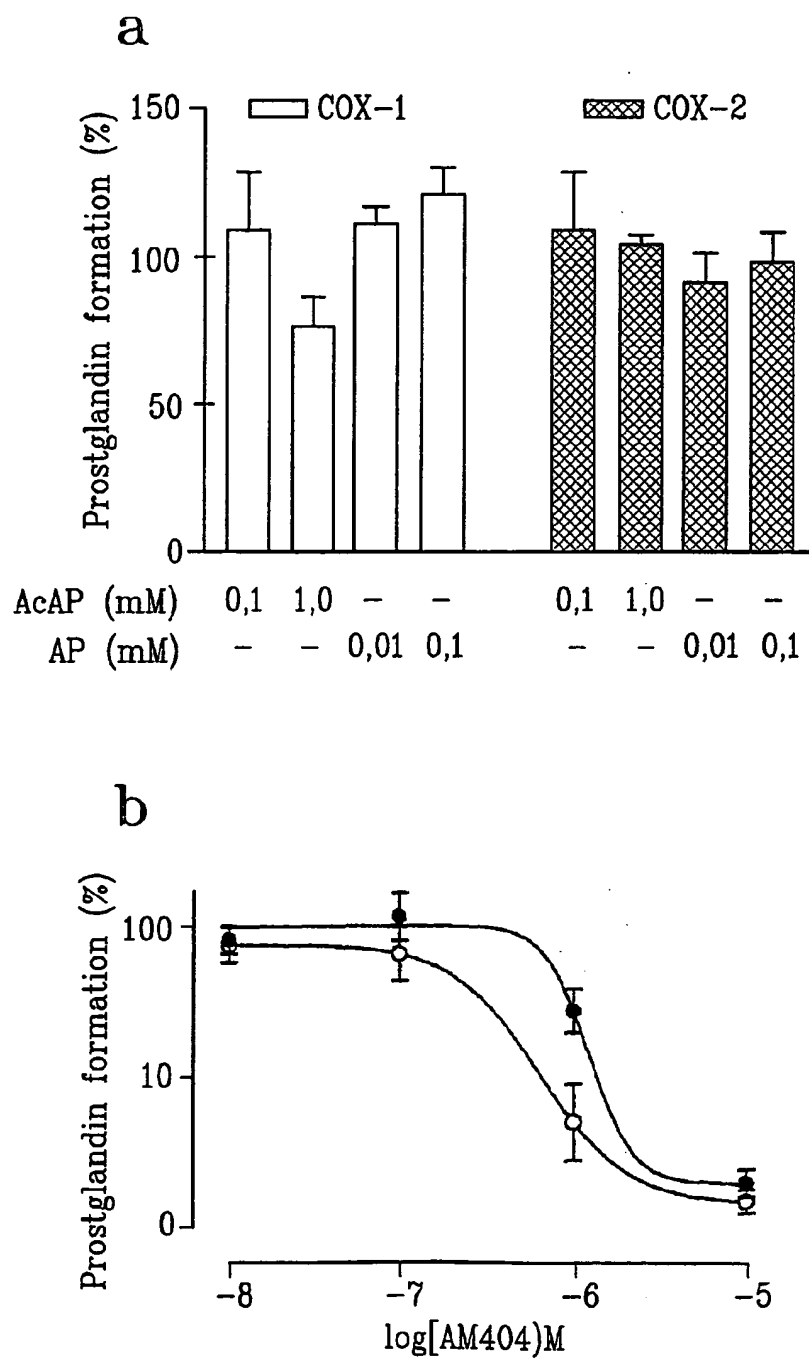 a
Prostglandin formation (%)
150
100
50
0
COX-1
COX-2
AcAP (mM) 0,1 1,0 – – 0,1 1,0 – –
AP (mM) – – 0,01 0,1 – – 0,01 0,1
b
Prostglandin formation (%)
100
10
0
-8 -7 -6 -5
log[AM404)M